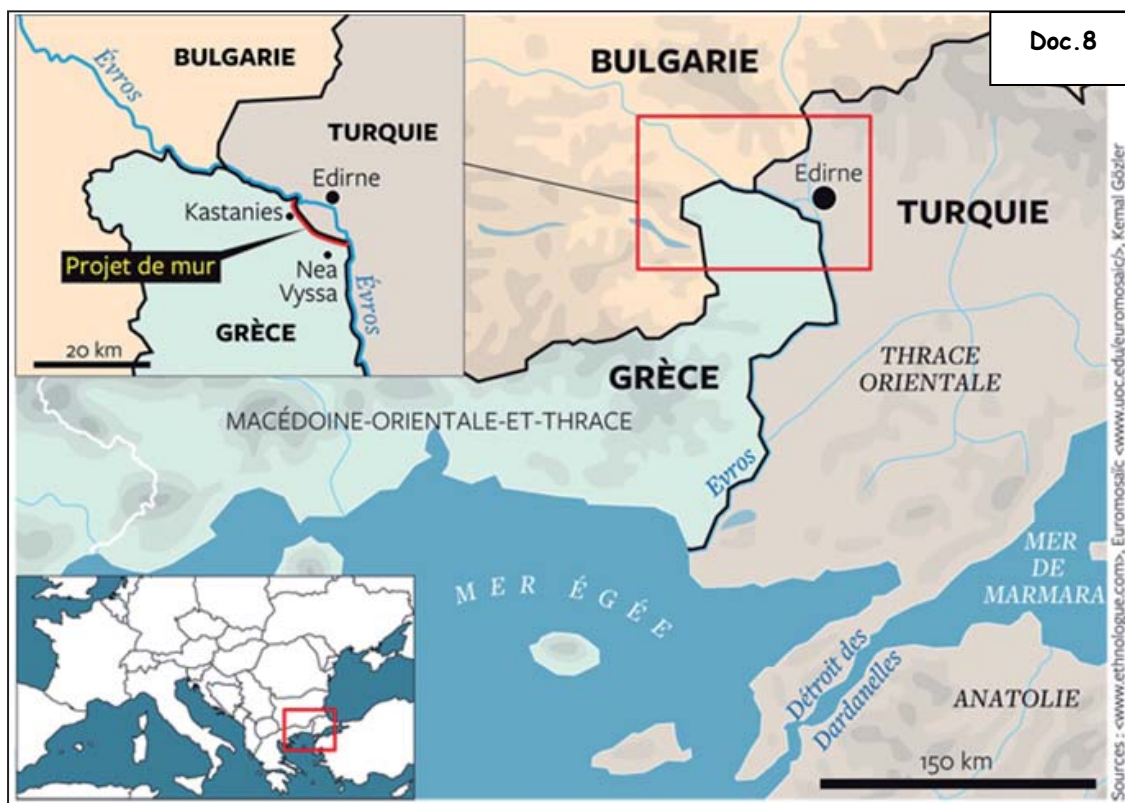 Doc.8
BULGARIE
Évros
TURQUIE
Edirne
Kastanies
Projet de mur
Nea
Vyssa
Évros
GRÈCE
20 km
BULGARIE
Edirne
TURQUIE
THRACE
ORIENTALE
GRÈCE
MACÉDOINE-ORIENTALE-ET-THRACE
Evros
MER ÉGÉE
MER
DE
MARMARA
Détroit des
Dardanelles
ANATOLIE
150 km
Sources : <www.ethnologue.com>, Euromosaïc <www.uoc.edu/euromosaic/>, Kemal Gözler